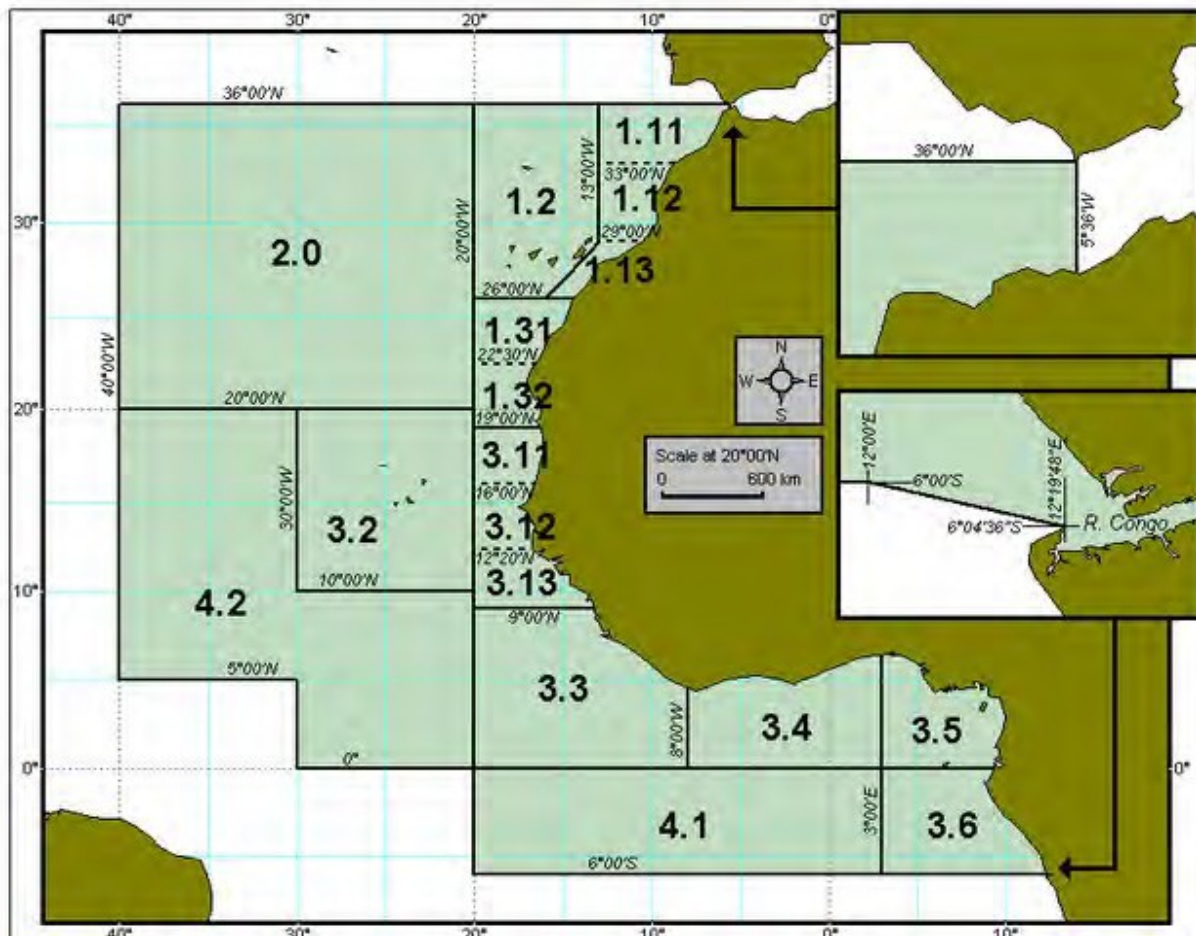 40° 30° 20° 10° 0°
36°00'N
36°00'N
1.11
33°00'N
13°00'W
20°00'W
1.2
1.12
5°36'W
30°
29°00'N
2.0
1.13
26°00'N
1.31
22°30'N
N
W E
S
40°00'W
1.32
20° 20°00'N
19°00'N
3.11
Scale at 20°00'N
0 600 km
12°00'E
12°19'48"E
6°00'S
6°04'36"S
R. Congo
16°00'N
30°00'W
3.2
3.12
12°20'N
3.13
10° 10°00'N
4.2
9°00'N
5°00'N
3.3
8°00'W
3.4
3.5
0° 0° 0°
3°00'E
4.1
3.6
6°00'S
40° 30° 20° 10° 0° 10°